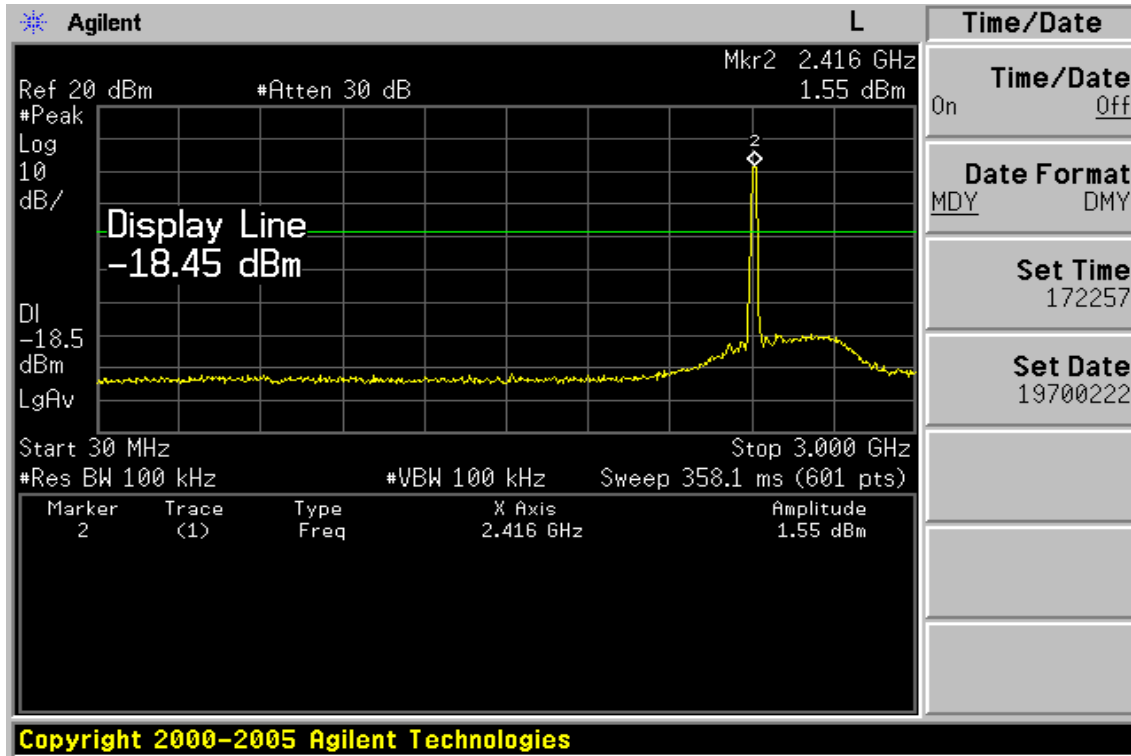 Agilent L Time/Date
Mkr2 2.416 GHz
Ref 20 dBm #Atten 30 dB 1.55 dBm
#Peak
Log
10
dB/
2
Display Line
-18.45 dBm
DI
-18.5
dBm
LgAv
Start 30 MHz Stop 3.000 GHz
#Res BW 100 kHz #VBW 100 kHz Sweep 358.1 ms (601 pts)
Marker Trace Type X Axis Amplitude
2 (1) Freq 2.416 GHz 1.55 dBm
Time/Date
On Off
Date Format
MDY DMY
Set Time
172257
Set Date
19700222
Copyright 2000-2005 Agilent Technologies